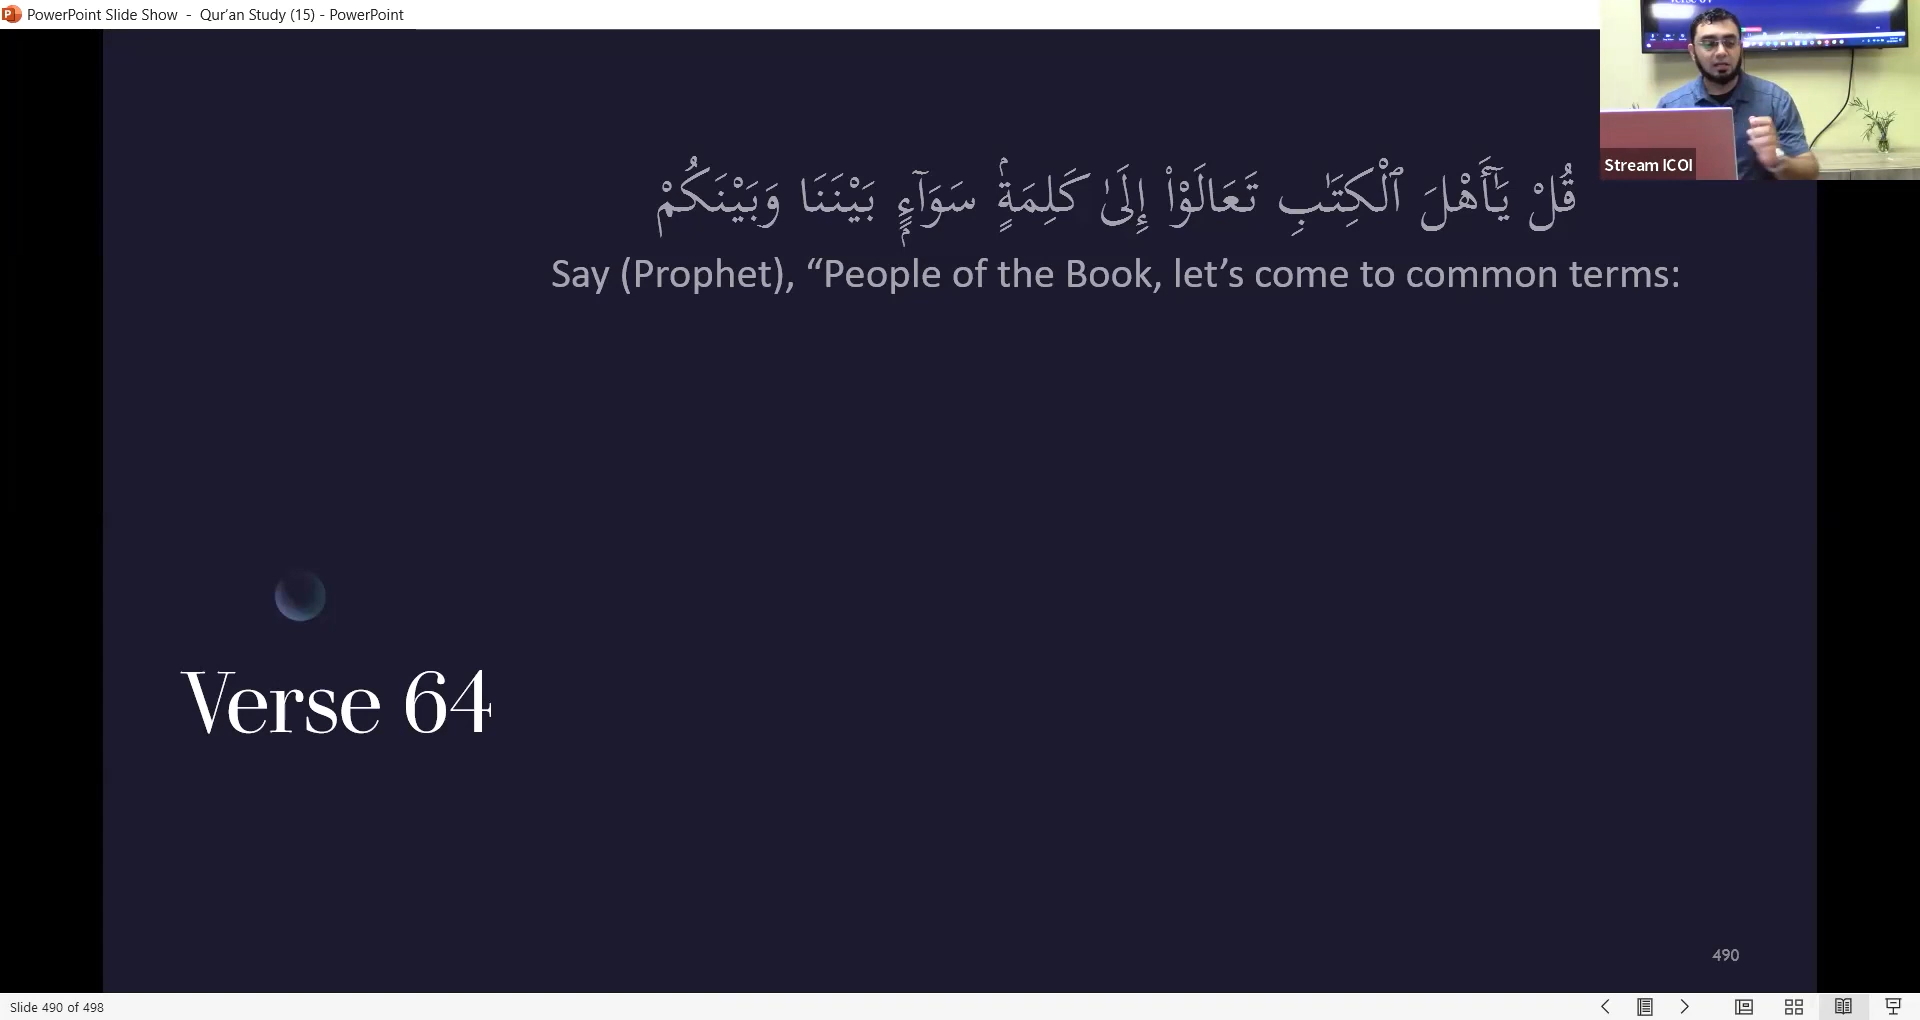 PowerPoint Slide Show - Qur’an Study (15) - PowerPoint
Stream ICOI
قُلْ يَـٰٓأَهْلَ ٱلْكِتَـٰبِ تَعَالَوْا۟ إِلَىٰ كَلِمَةٍۢ سَوَآءٍۭ بَيْنَنَا وَبَيْنَكُمْ
Say (Prophet), “People of the Book, let’s come to common terms:
Verse 64
490
Slide 490 of 498